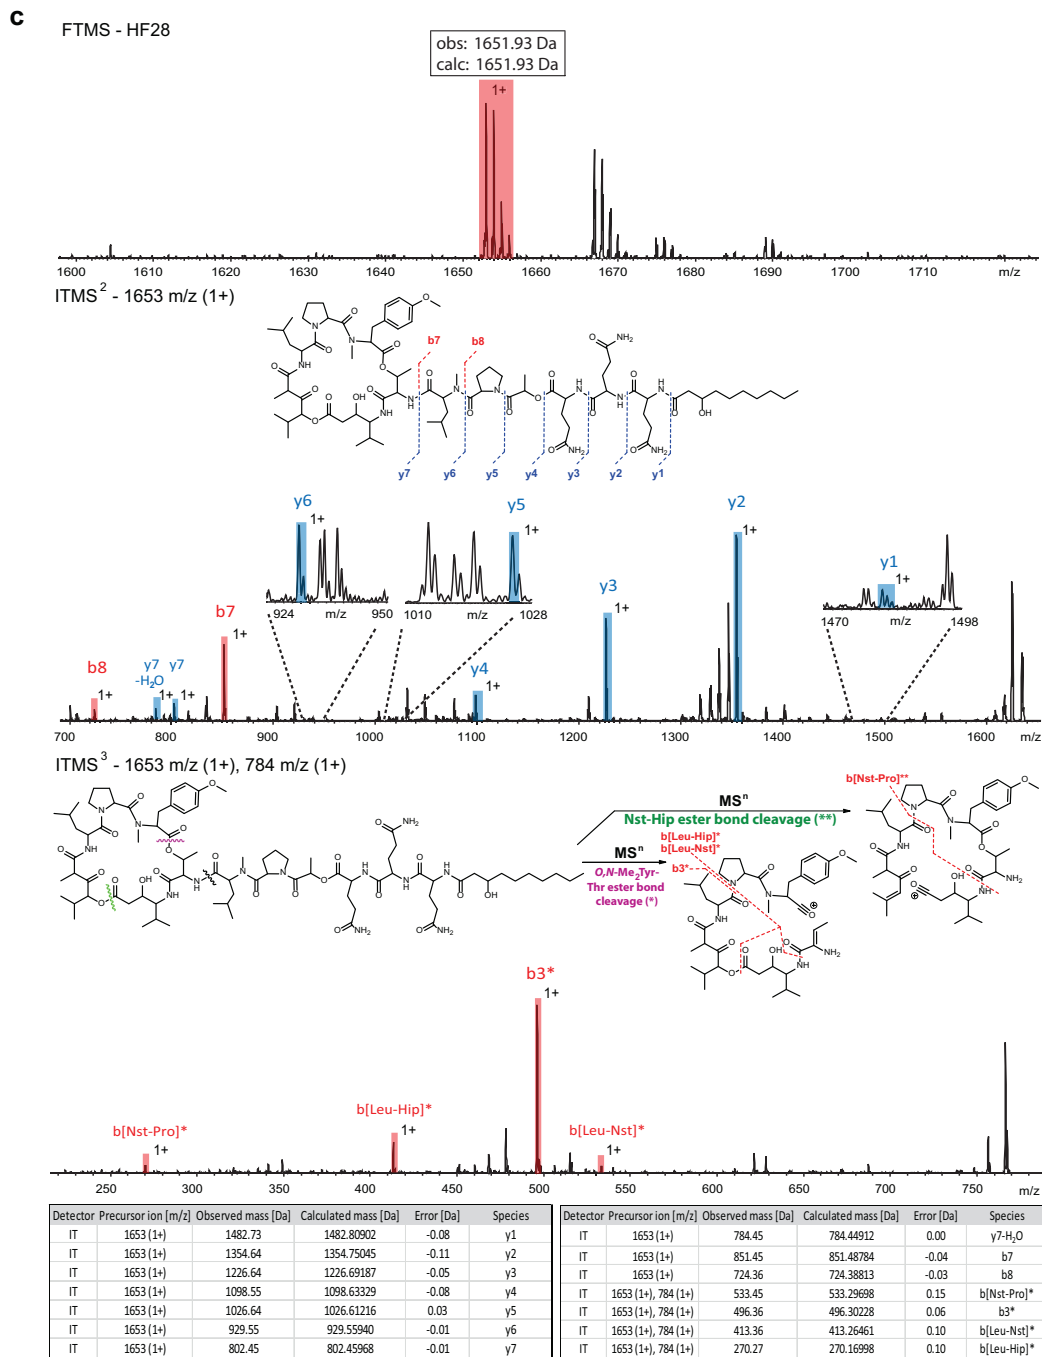 c
FTMS - HF28
obs: 1651.93 Da
calc: 1651.93 Da
1+
1600 1610 1620 1630 1640 1650 1660 1670 1680 1690 1700 1710 m/z
ITMS2 - 1653 m/z (1+)
b7 b8
y7 y6 y5 y4 y3 y2 y1
y6 1+
924 m/z 950
y5 1+
1010 m/z 1028
y2 1+
y1 1+
1470 m/z 1498
y3 1+
b7 1+
b8 1+
y7 -H2O 1+
y7 1+
y4 1+
700 800 900 1000 1100 1200 1300 1400 1500 1600 m/z
ITMS3 - 1653 m/z (1+), 784 m/z (1+)
b[Nst-Pro]**
MSn
Nst-Hip ester bond cleavage (**)
b[Leu-Hip]*
b[Leu-Nst]*
MSn
b3*
O,N-Me2Tyr-
Thr ester bond
cleavage (*)
b3* 1+
b[Leu-Hip]* 1+
b[Nst-Pro]* 1+
b[Leu-Nst]* 1+
250 300 350 400 450 500 550 600 650 700 750 m/z
Detector Precursor ion [m/z] Observed mass [Da] Calculated mass [Da] Error [Da] Species
IT 1653 (1+) 1482.73 1482.80902 -0.08 y1
IT 1653 (1+) 1354.64 1354.75045 -0.11 y2
IT 1653 (1+) 1226.64 1226.69187 -0.05 y3
IT 1653 (1+) 1098.55 1098.63329 -0.08 y4
IT 1653 (1+) 1026.64 1026.61216 0.03 y5
IT 1653 (1+) 929.55 929.55940 -0.01 y6
IT 1653 (1+) 802.45 802.45968 -0.01 y7
Detector Precursor ion [m/z] Observed mass [Da] Calculated mass [Da] Error [Da] Species
IT 1653 (1+) 784.45 784.44912 0.00 y7-H2O
IT 1653 (1+) 851.45 851.48784 -0.04 b7
IT 1653 (1+) 724.36 724.38813 -0.03 b8
IT 1653 (1+), 784 (1+) 533.45 533.29698 0.15 b[Nst-Pro]*
IT 1653 (1+), 784 (1+) 496.36 496.30228 0.06 b3*
IT 1653 (1+), 784 (1+) 413.36 413.26461 0.10 b[Leu-Nst]*
IT 1653 (1+), 784 (1+) 270.27 270.16998 0.10 b[Leu-Hip]*